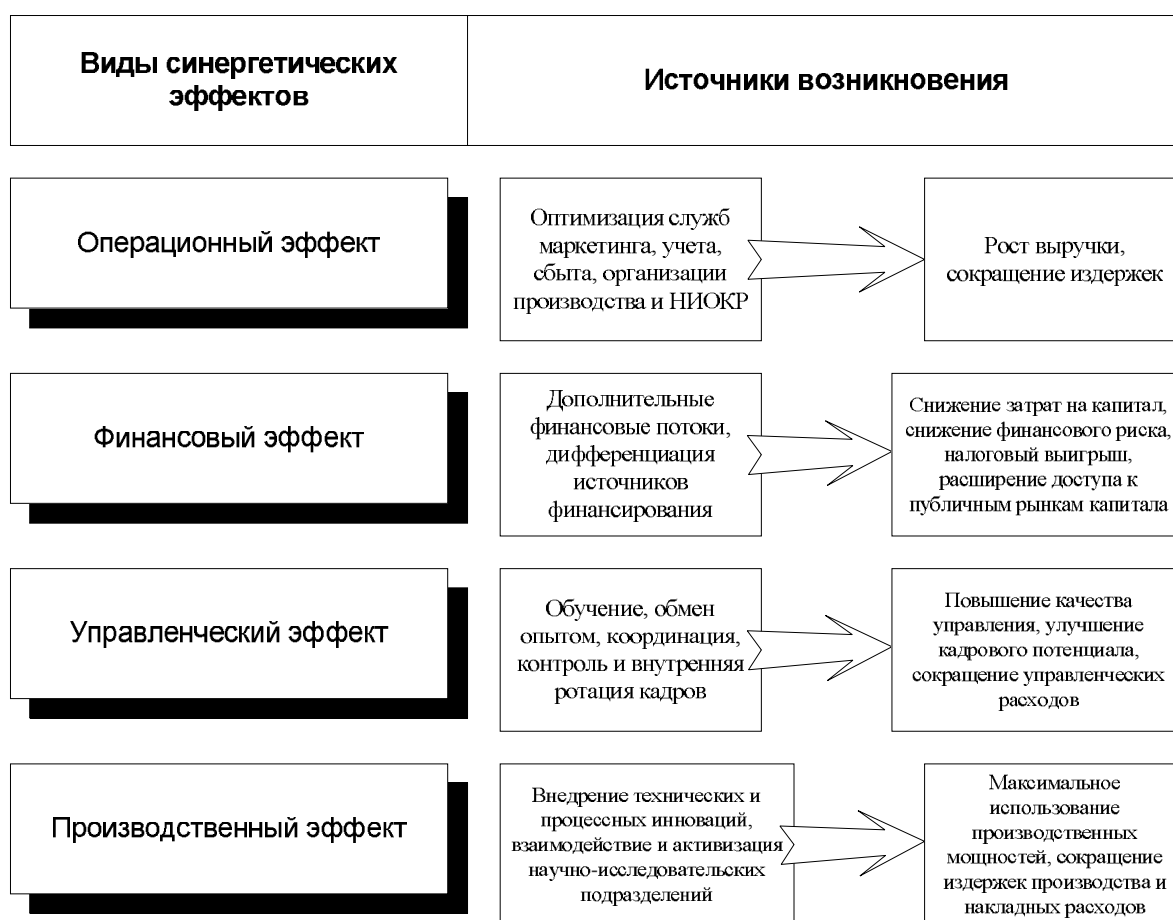 Виды синергетических
эффектов
Источники возникновения
Операционный эффект
Оптимизация служб
маркетинга, учета,
сбыта, организации
производства и НИОКР
Рост выручки,
сокращение издержек
Финансовый эффект
Дополнительные
финансовые потоки,
дифференциация
источников
финансирования
Снижение затрат на капитал,
снижение финансового риска,
налоговый выигрыш,
расширение доступа к
публичным рынкам капитала
Управленческий эффект
Обучение, обмен
опытом, координация,
контроль и внутренняя
ротация кадров
Повышение качества
управления, улучшение
кадрового потенциала,
сокращение управленческих
расходов
Производственный эффект
Внедрение технических и
процессных инноваций,
взаимодействие и активизация
научно-исследовательских
подразделений
Максимальное
использование
производственных
мощностей, сокращение
издержек производства и
накладных расходов